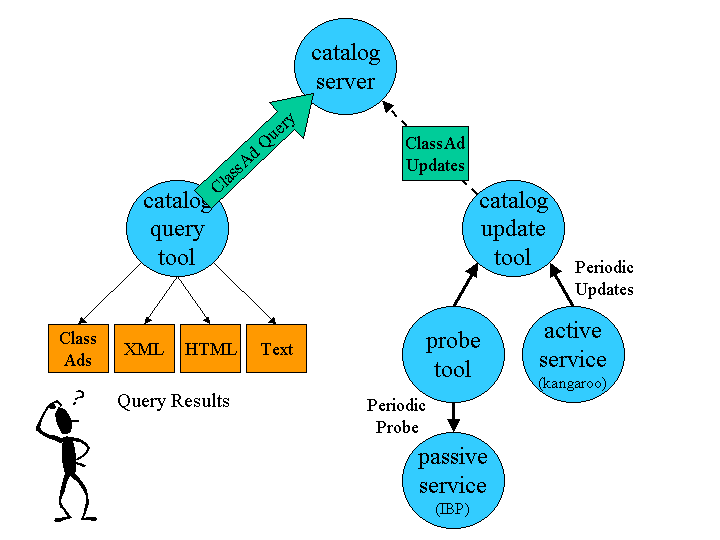 catalog
server
ClassAd Query
ClassAd
Updates
catalog
query
tool
catalog
update
tool
Periodic
Updates
Class
Ads
XML
HTML
Text
probe
tool
active
service
(kangaroo)
?
Query Results
Periodic
Probe
passive
service
(IBP)